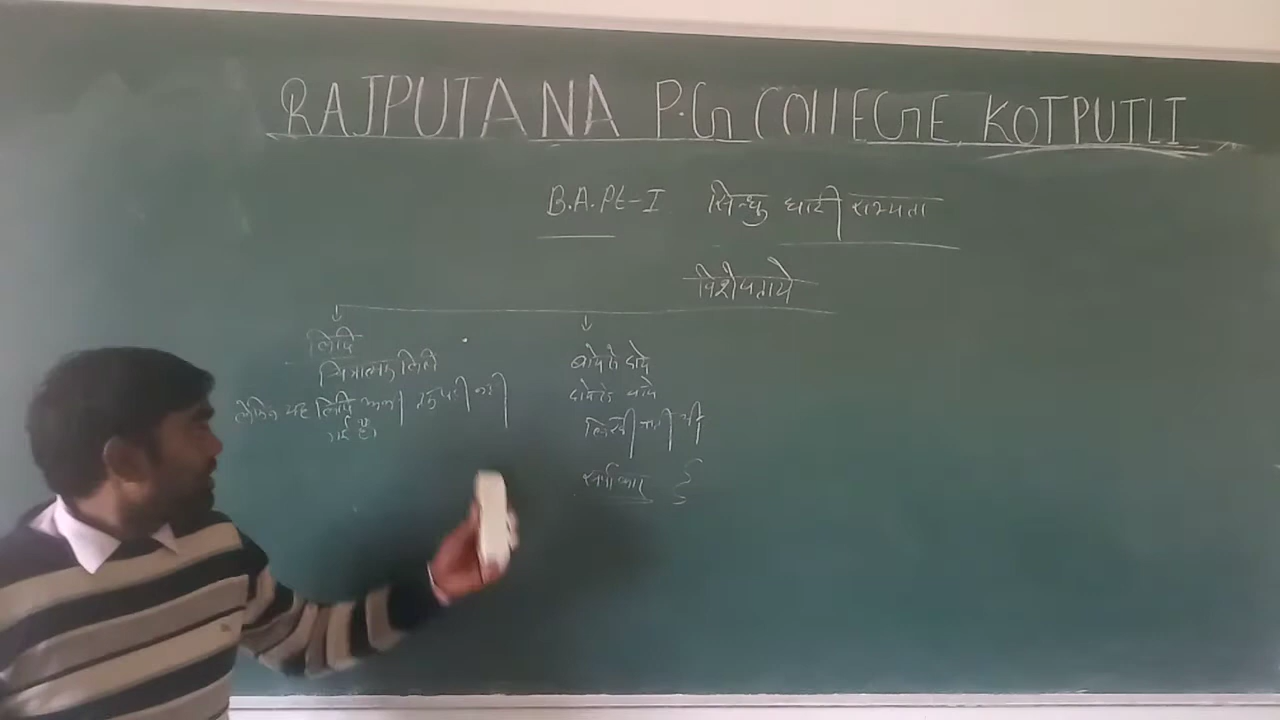 RAJPUTANA P.G COllEGE KOTPUTLI
B.A.Pt-I सिन्धु घाटी सभ्यता
विशेषताये
लिपि
चित्रात्मक लिपी
लेकिन यह लिपि अभी तक पढी नही
गई है।
बांये से दांये
दांये से बांये
लिखी जाती थी
सर्पाकार